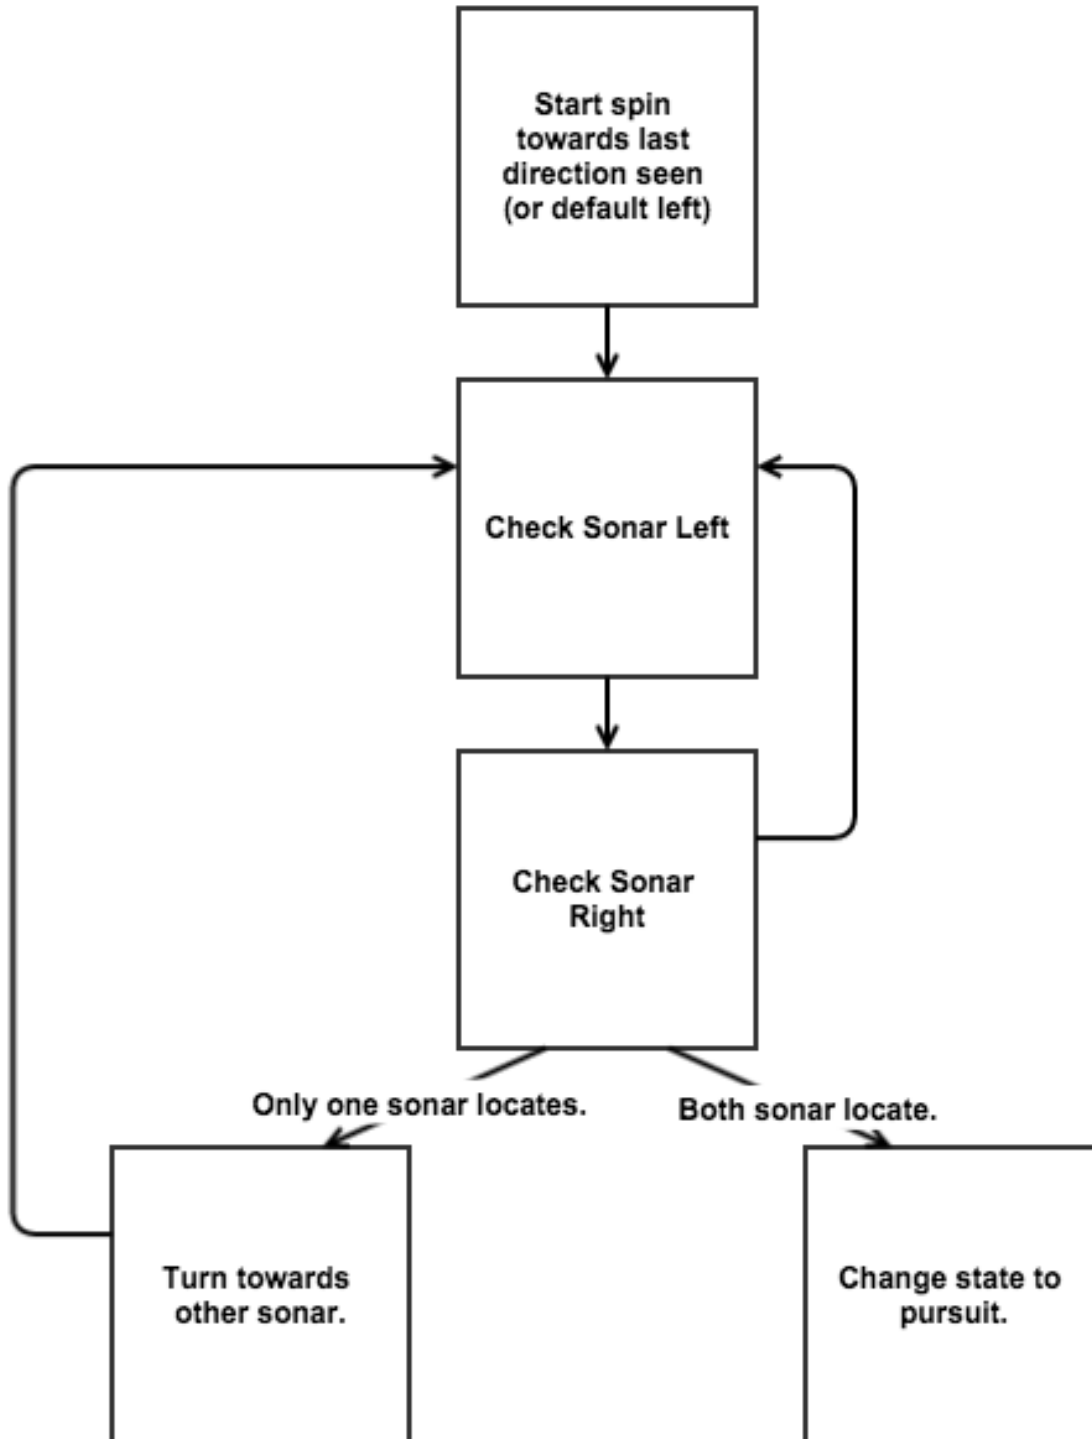 Start spin
towards last
direction seen
(or default left)
Check Sonar Left
Check Sonar
Right
Only one sonar locates.
Both sonar locate.
Turn towards
other sonar.
Change state to
pursuit.